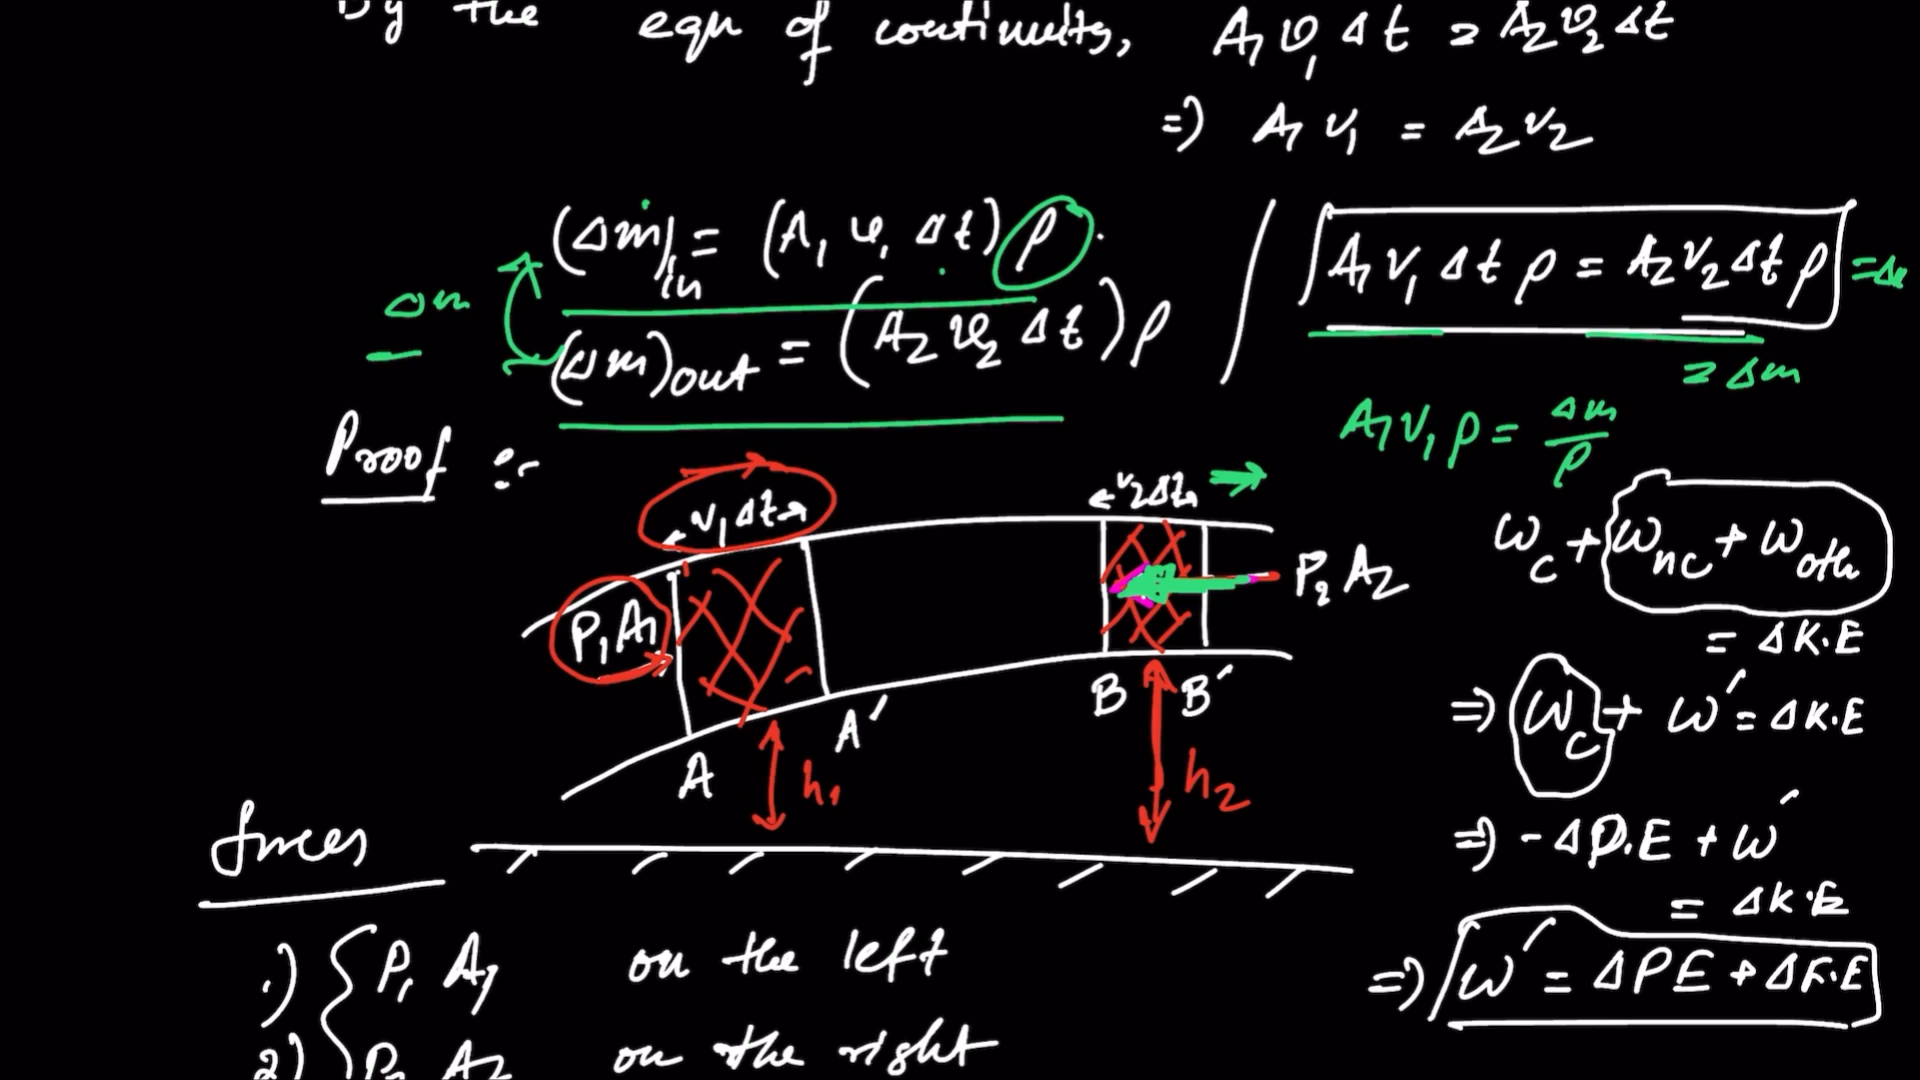 By the eqn of continuity, A₁ v₁ Δt = A₂ v₂ Δt
=) A₁ v₁ = A₂ v₂
(Δm)in = (A₁ v₁ Δt) ρ.
Δm
(Δm)out = (A₂ v₂ Δt) ρ
A₁ v₁ Δt ρ = A₂ v₂ Δt ρ = Δm
= Δm
A₁ v₁ ρ = Δm/ρ
Proof :-
v₁ Δt
v₂ Δt
P₁ A₁
P₂ A₂
A
A′
B
B′
h₁
h₂
Wc + Wnc + Woth
= ΔK.E
=) Wc + W′ = ΔK.E
=) -ΔP.E + W′
= ΔK.E
=) W′ = ΔPE + ΔK.E
forces
1) P₁ A₁ on the left
2) P₂ A₂ on the right